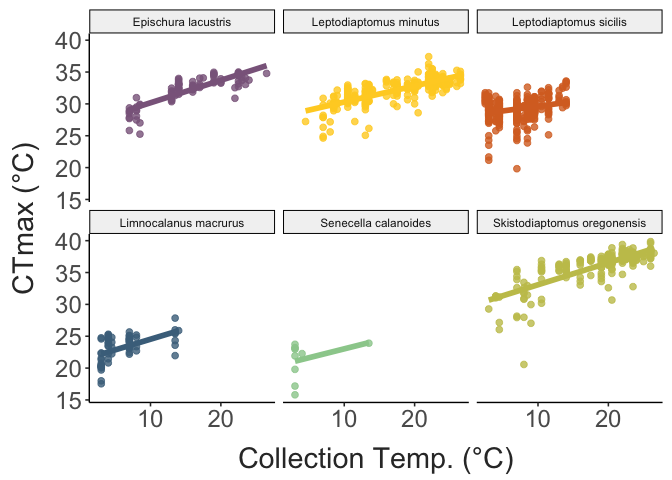 Epischura lacustris
Leptodiaptomus minutus
Leptodiaptomus sicilis
40
35
30
25
20
15
Limnocalanus macrurus
Senecella calanoides
Skistodiaptomus oregonensis
40
35
30
25
20
15
CTmax (°C)
10 20
10 20
10 20
Collection Temp. (°C)